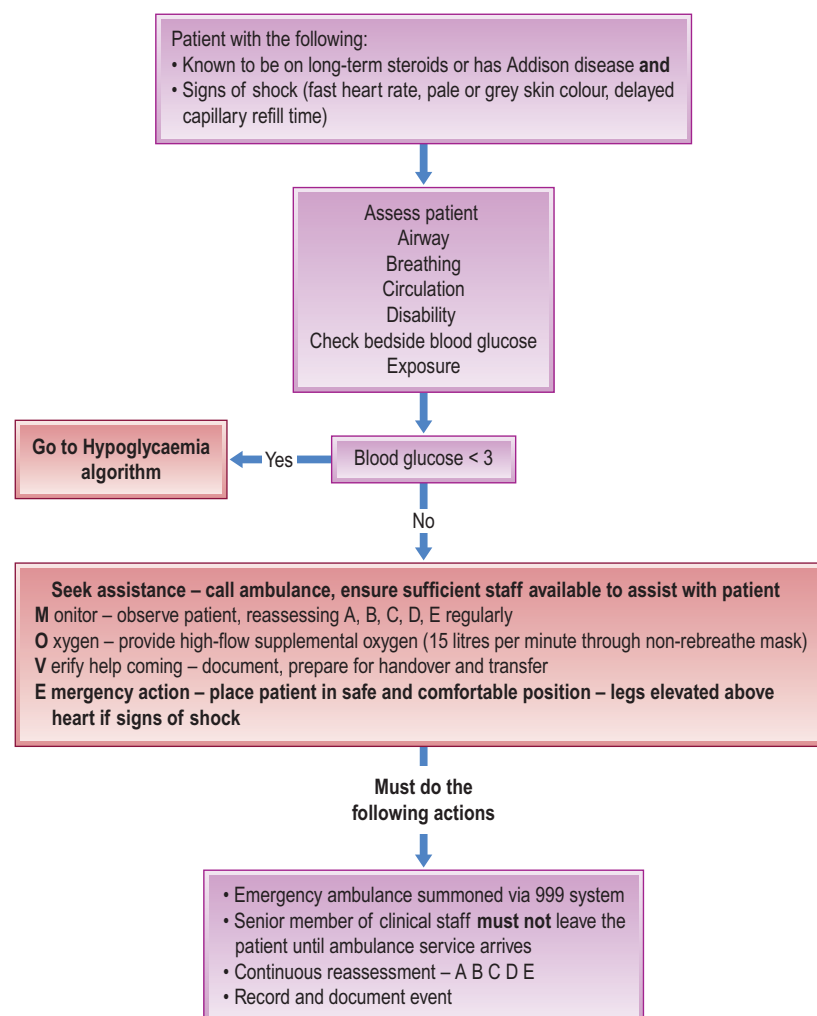 Patient with the following:
• Known to be on long-term steroids or has Addison disease and
• Signs of shock (fast heart rate, pale or grey skin colour, delayed
capillary refill time)
Assess patient
Airway
Breathing
Circulation
Disability
Check bedside blood glucose
Exposure
Blood glucose < 3
Yes
Go to Hypoglycaemia
algorithm
No
Seek assistance – call ambulance, ensure sufficient staff available to assist with patient
M onitor – observe patient, reassessing A, B, C, D, E regularly
O xygen – provide high-flow supplemental oxygen (15 litres per minute through non-rebreathe mask)
V erify help coming – document, prepare for handover and transfer
E mergency action – place patient in safe and comfortable position – legs elevated above
heart if signs of shock
Must do the
following actions
• Emergency ambulance summoned via 999 system
• Senior member of clinical staff must not leave the
patient until ambulance service arrives
• Continuous reassessment – A B C D E
• Record and document event